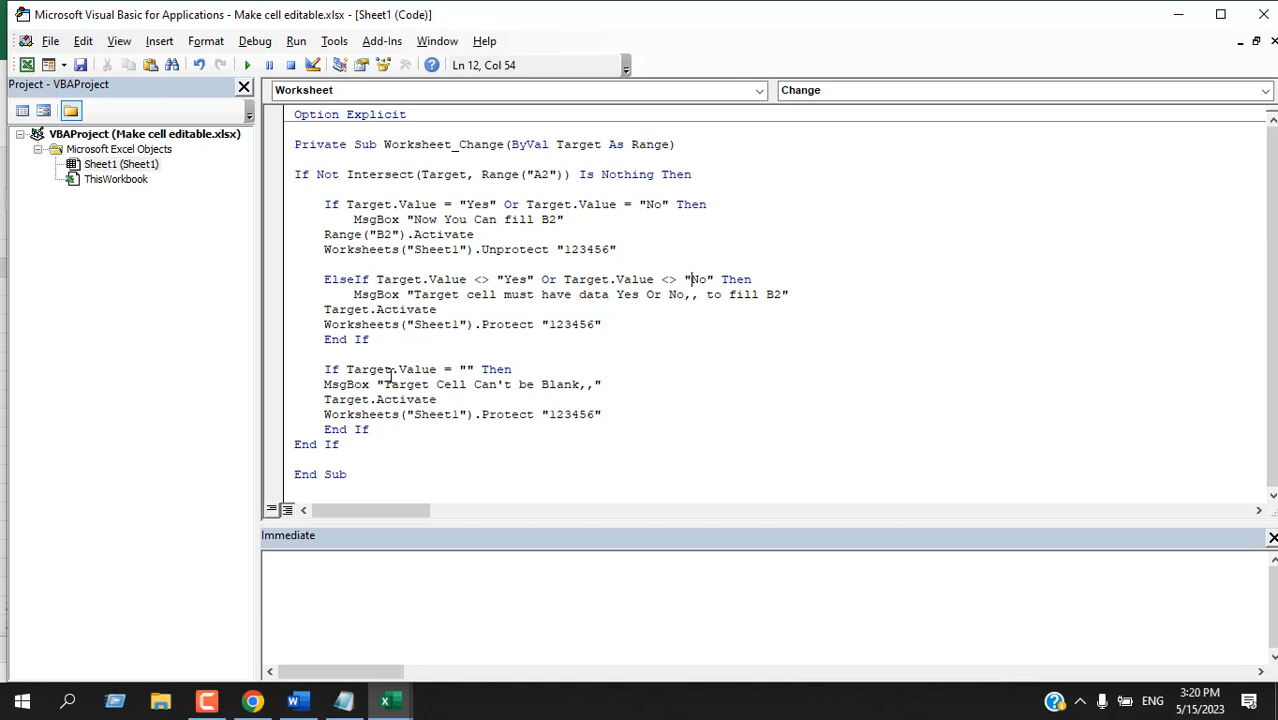 Microsoft Visual Basic for Applications - Make cell editable.xlsx - [Sheet1 (Code)]
File Edit View Insert Format Debug Run Tools Add-Ins Window Help
Ln 12, Col 54
Project - VBAProject
Worksheet Change
VBAProject (Make cell editable.xlsx)
Microsoft Excel Objects
Sheet1 (Sheet1)
ThisWorkbook
Option Explicit
Private Sub Worksheet_Change(ByVal Target As Range)
If Not Intersect(Target, Range("A2")) Is Nothing Then
If Target.Value = "Yes" Or Target.Value = "No" Then
MsgBox "Now You Can fill B2"
Range("B2").Activate
Worksheets("Sheet1").Unprotect "123456"
ElseIf Target.Value <> "Yes" Or Target.Value <> "No" Then
MsgBox "Target cell must have data Yes Or No,, to fill B2"
Target.Activate
Worksheets("Sheet1").Protect "123456"
End If
If Target.Value = "" Then
MsgBox "Target Cell Can't be Blank,,"
Target.Activate
Worksheets("Sheet1").Protect "123456"
End If
End If
End Sub
Immediate
ENG
3:20 PM
5/15/2023